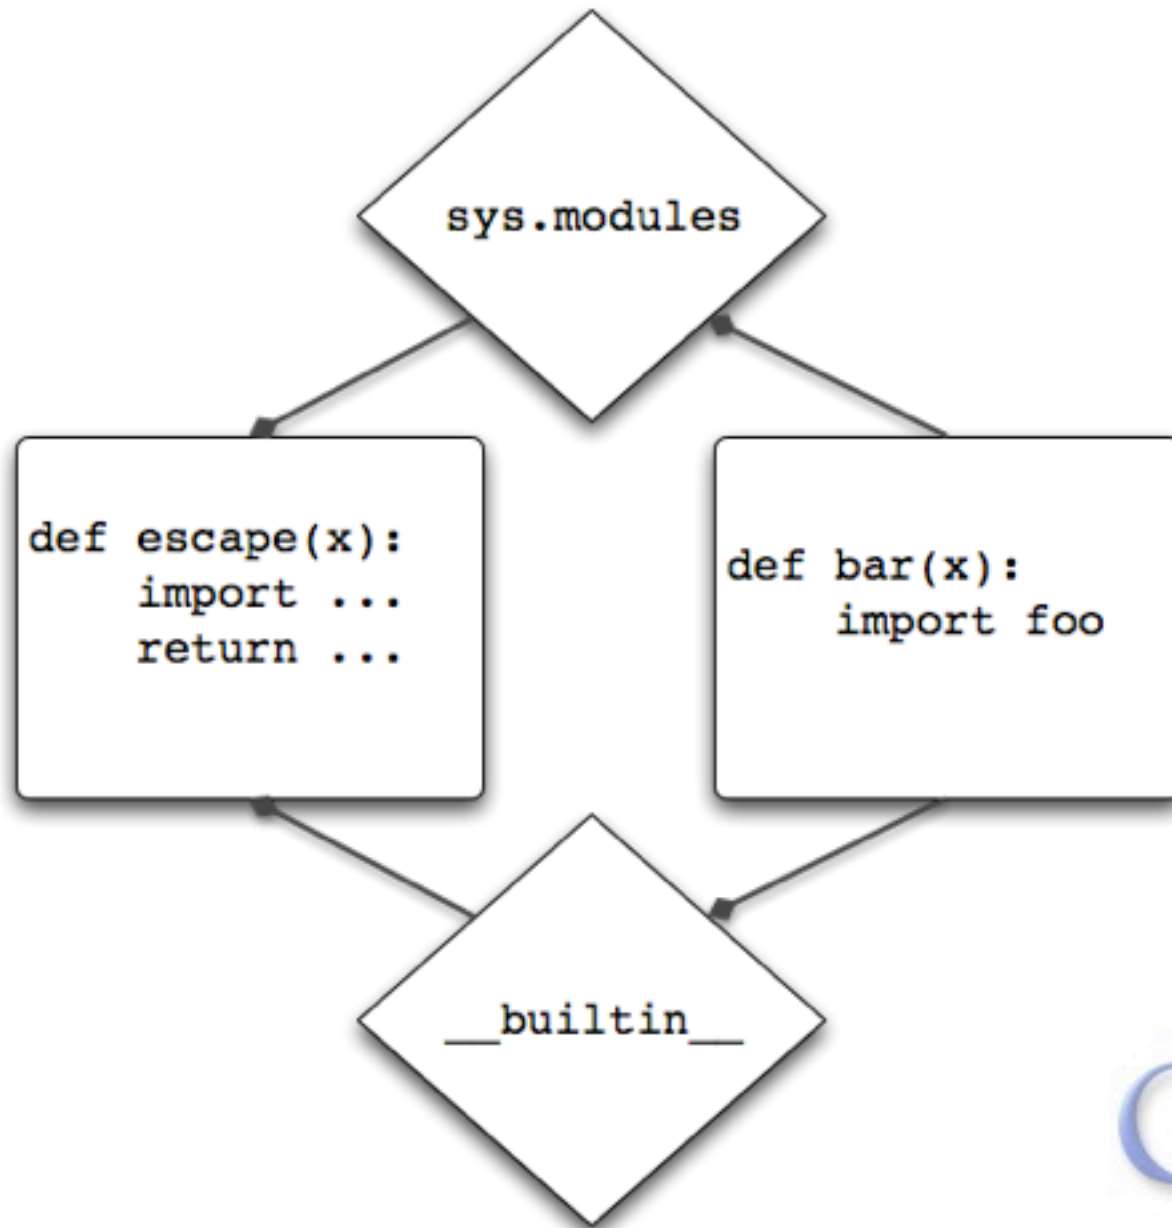 sys.modules
def escape(x):
    import ...
    return ...
def bar(x):
    import foo
__builtin__